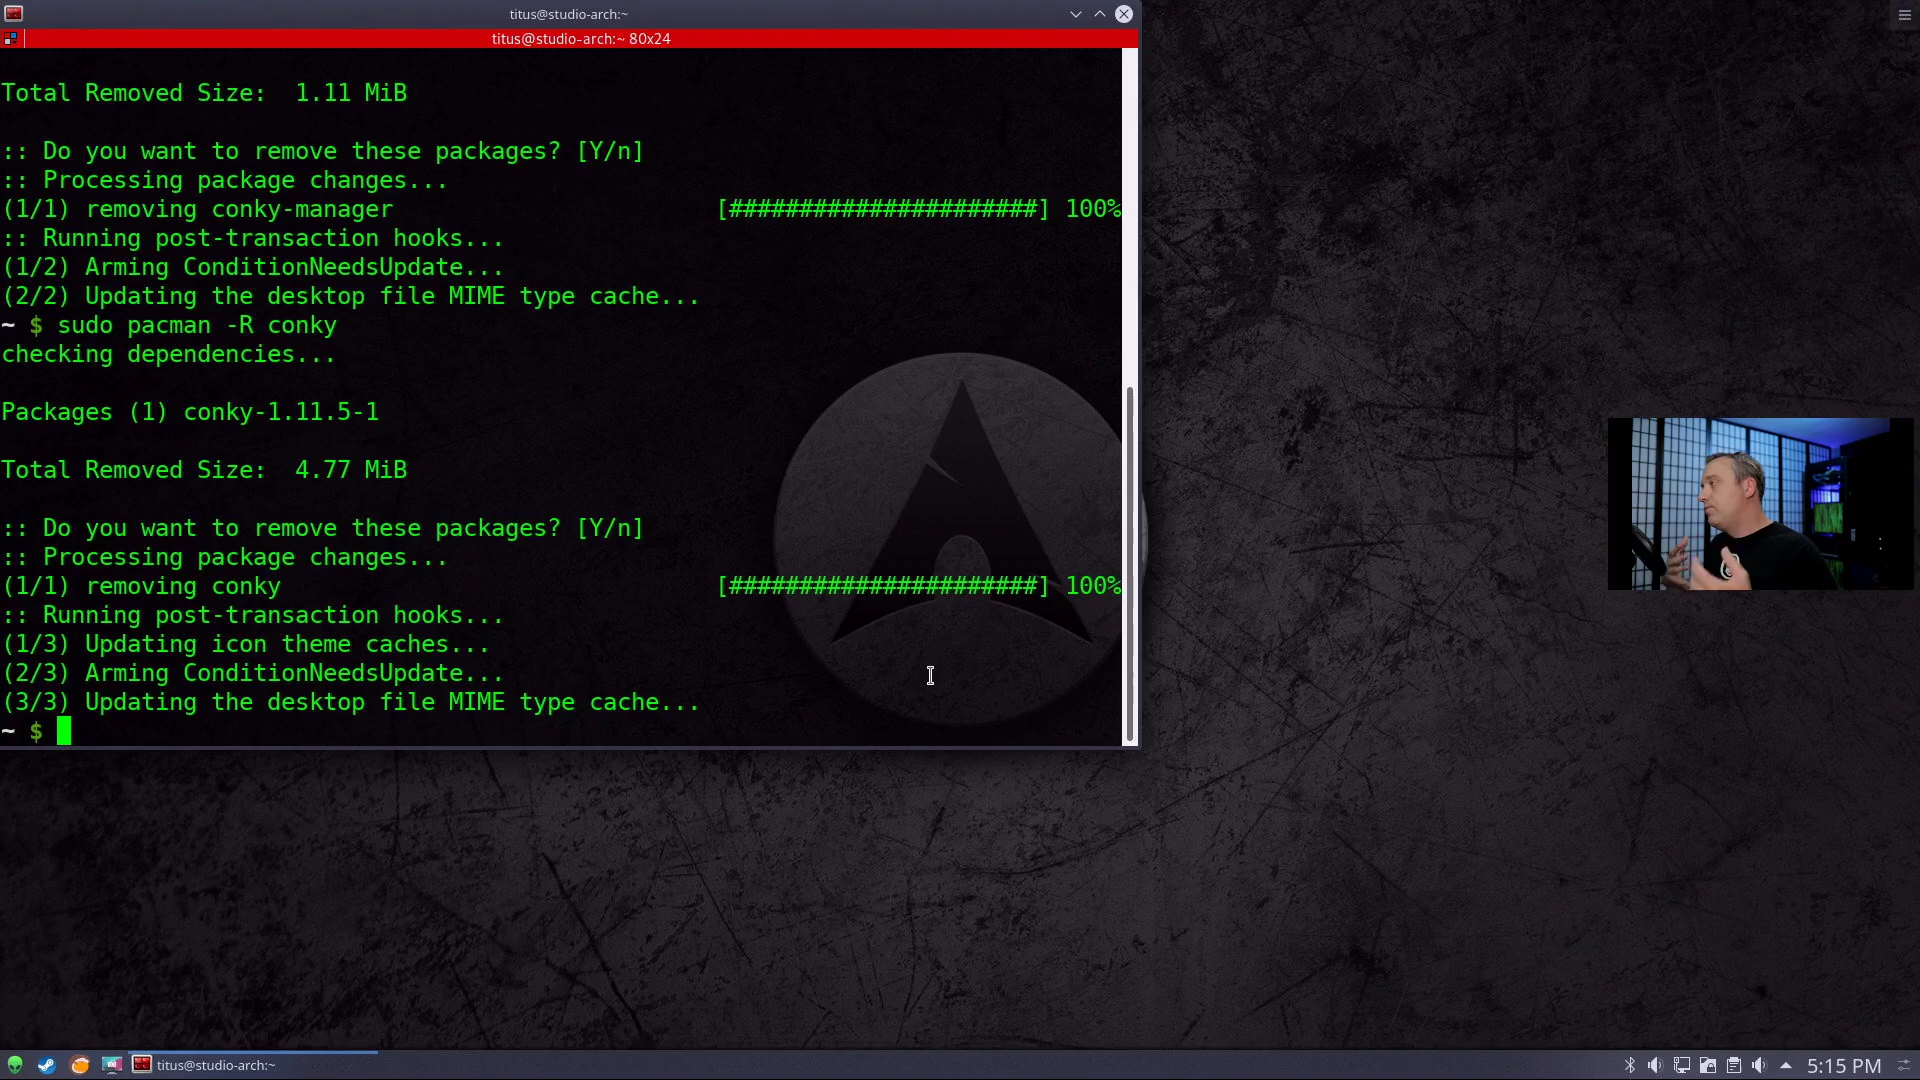 titus@studio-arch:~
titus@studio-arch:~ 80x24
Total Removed Size:  1.11 MiB
:: Do you want to remove these packages? [Y/n]
:: Processing package changes...
(1/1) removing conky-manager [######################] 100%
:: Running post-transaction hooks...
(1/2) Arming ConditionNeedsUpdate...
(2/2) Updating the desktop file MIME type cache...
~ $ sudo pacman -R conky
checking dependencies...
Packages (1) conky-1.11.5-1
Total Removed Size:  4.77 MiB
:: Do you want to remove these packages? [Y/n]
:: Processing package changes...
(1/1) removing conky [######################] 100%
:: Running post-transaction hooks...
(1/3) Updating icon theme caches...
(2/3) Arming ConditionNeedsUpdate...
(3/3) Updating the desktop file MIME type cache...
~ $
titus@studio-arch:~
5:15 PM